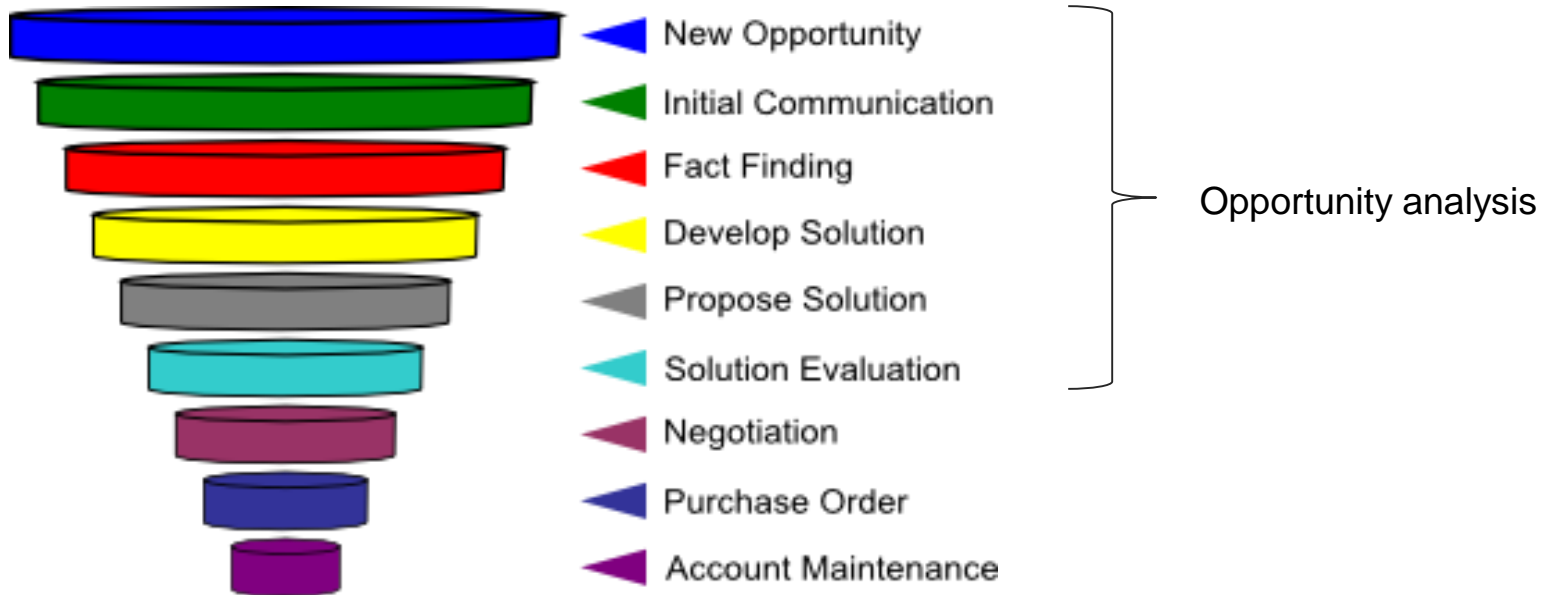 New Opportunity
Initial Communication
Fact Finding
Develop Solution
Propose Solution
Solution Evaluation
Negotiation
Purchase Order
Account Maintenance
Opportunity analysis